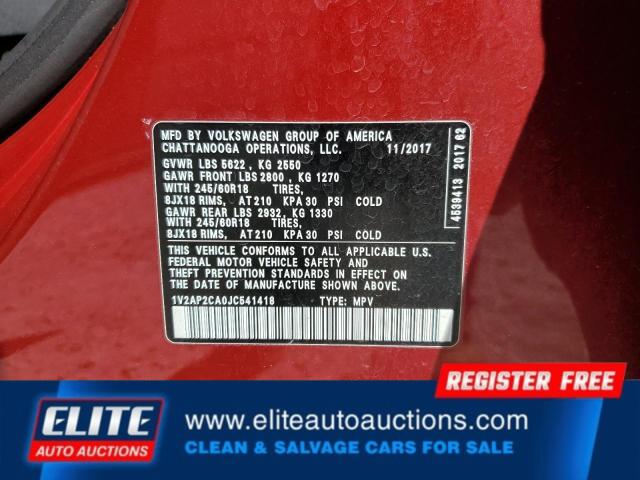 MFD BY VOLKSWAGEN GROUP OF AMERICA
CHATTANOOGA OPERATIONS, LLC. 11/2017
GVWR LBS 5622 , KG 2550
GAWR FRONT LBS 2800 , KG 1270
WITH 245/60R18 TIRES,
8JX18 RIMS, AT 210 KPA 30 PSI COLD
GAWR REAR LBS 2932, KG 1330
WITH 245/60R18 TIRES,
8JX18 RIMS, AT 210 KPA 30 PSI COLD
THIS VEHICLE CONFORMS TO ALL APPLICABLE U.S.
FEDERAL MOTOR VEHICLE SAFETY AND
THEFT PREVENTION STANDARDS IN EFFECT ON
THE DATE OF MANUFACTURE SHOWN ABOVE
1V2AP2CA0JC541418 TYPE: MPV
4539413 2017 62
REGISTER FREE
ELITE
AUTO AUCTIONS
www.eliteautoauctions.com
CLEAN & SALVAGE CARS FOR SALE